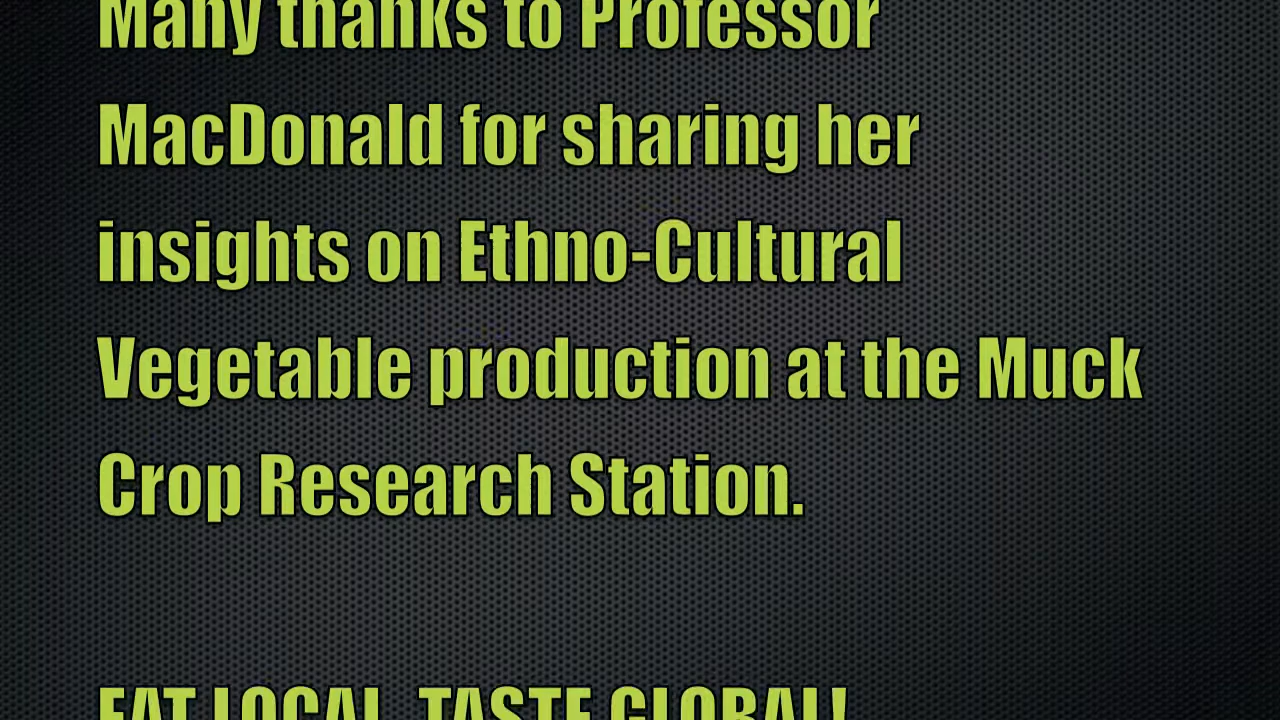 Many thanks to Professor
MacDonald for sharing her
insights on Ethno-Cultural
Vegetable production at the Muck
Crop Research Station.
EAT LOCAL, TASTE GLOBAL!